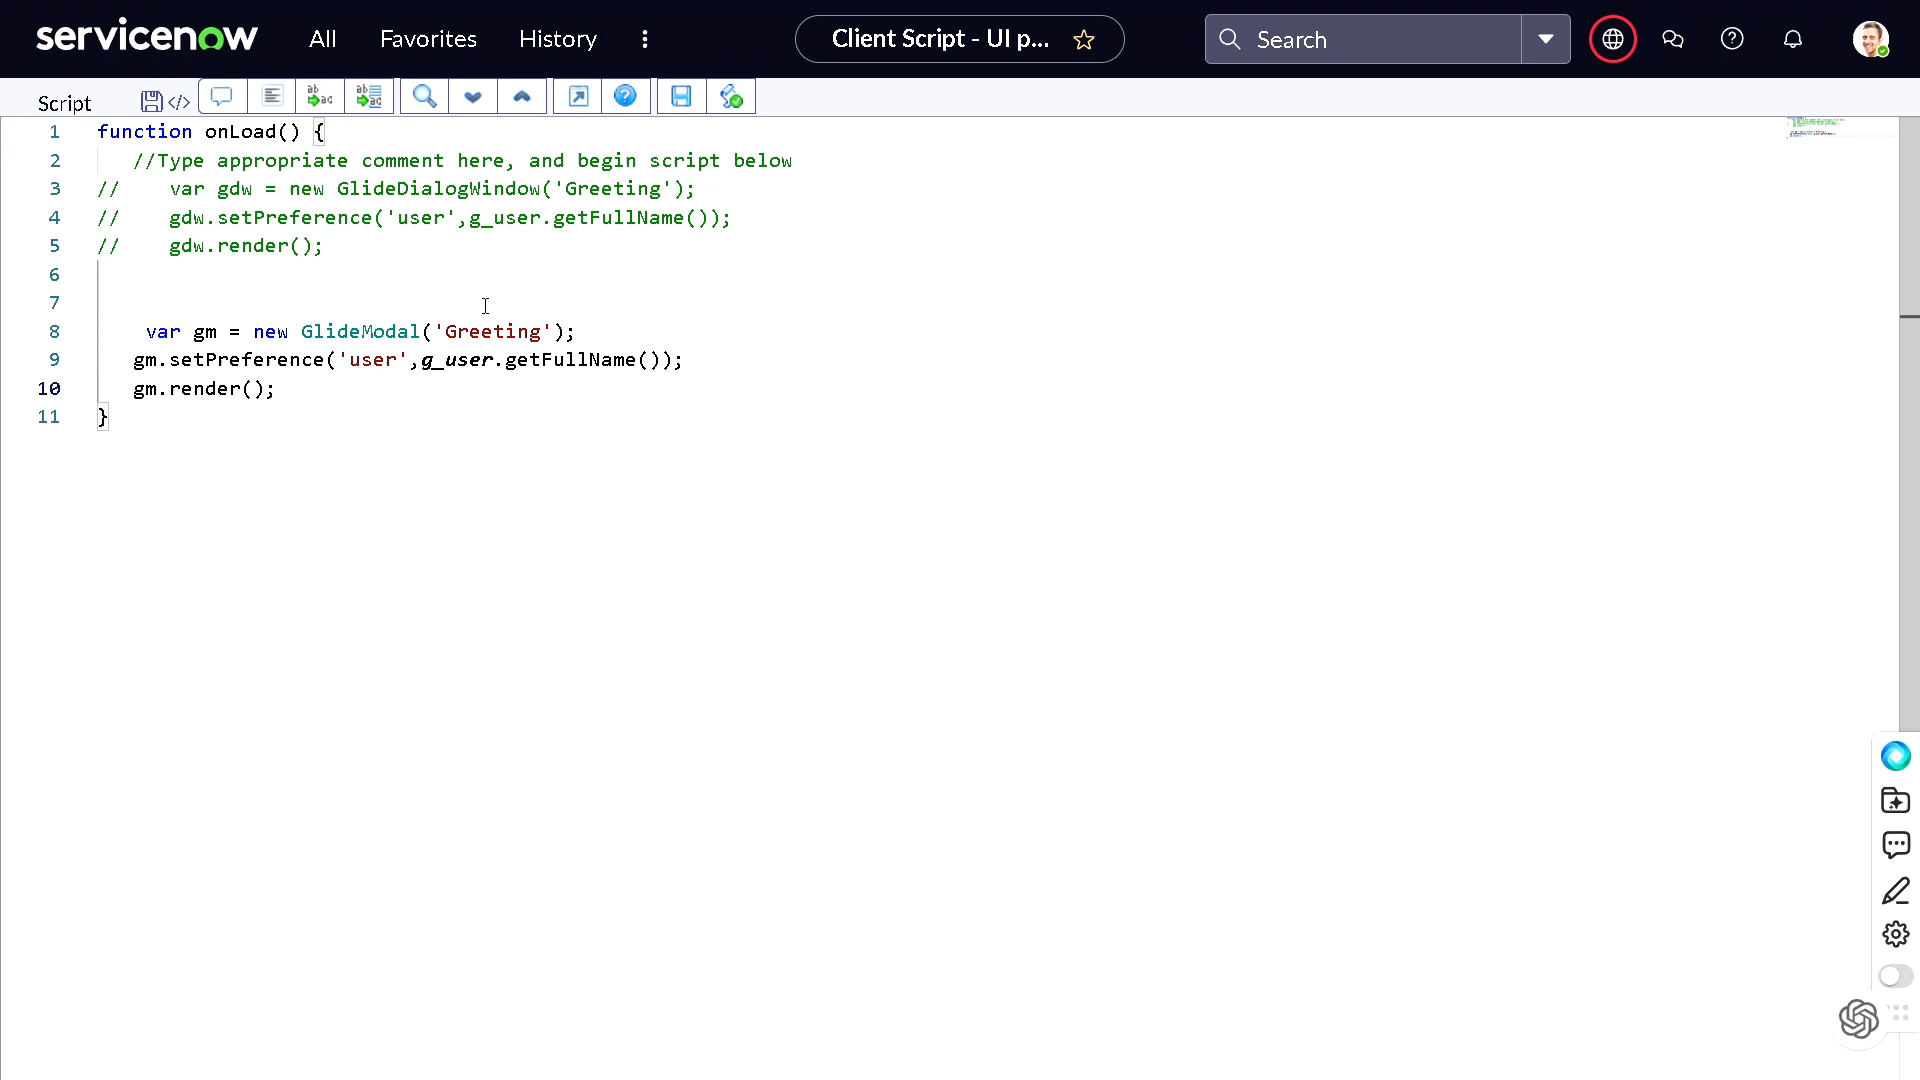 servicenow All Favorites History Client Script - UI p... Search
Script
1 function onLoad() {
2 //Type appropriate comment here, and begin script below
3 // var gdw = new GlideDialogWindow('Greeting');
4 // gdw.setPreference('user',g_user.getFullName());
5 // gdw.render();
6
7
8 var gm = new GlideModal('Greeting');
9 gm.setPreference('user',g_user.getFullName());
10 gm.render();
11 }